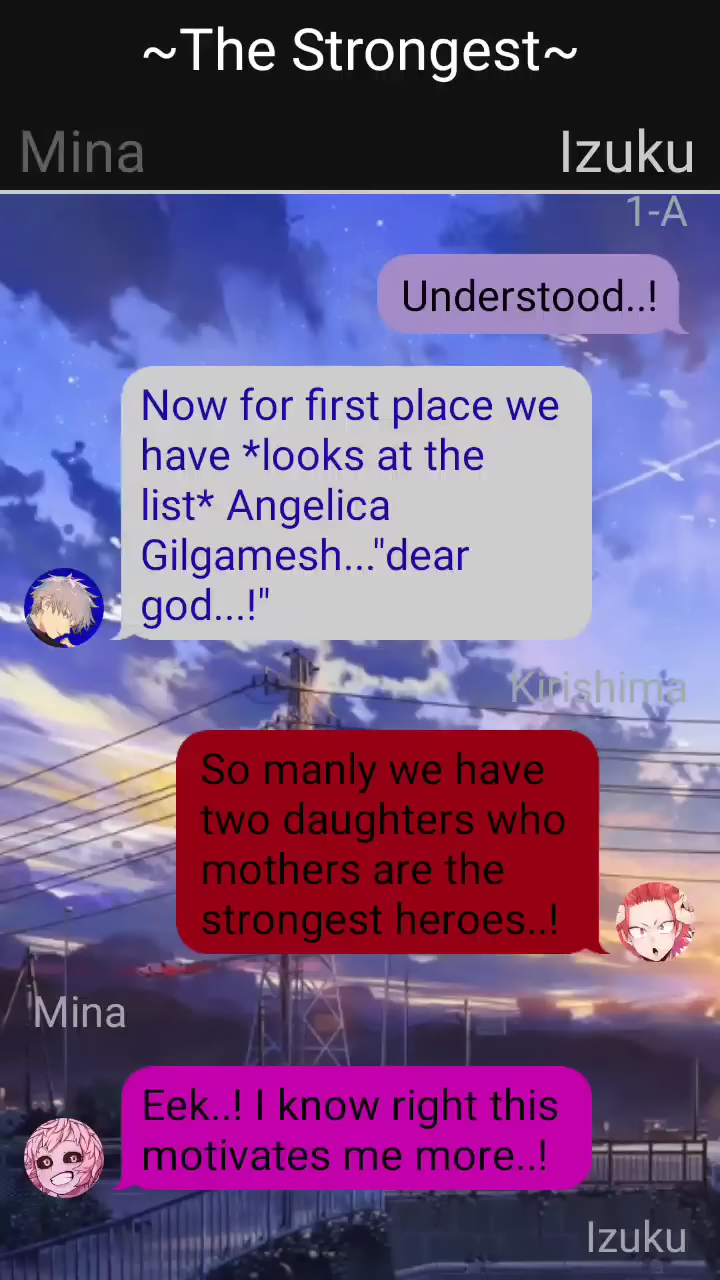 ~The Strongest~
Mina
Izuku
1-A
Understood..!
Now for first place we
have *looks at the
list* Angelica
Gilgamesh..."dear
god...!"
Kirishima
So manly we have
two daughters who
mothers are the
strongest heroes..!
Mina
Eek..! I know right this
motivates me more..!
Izuku